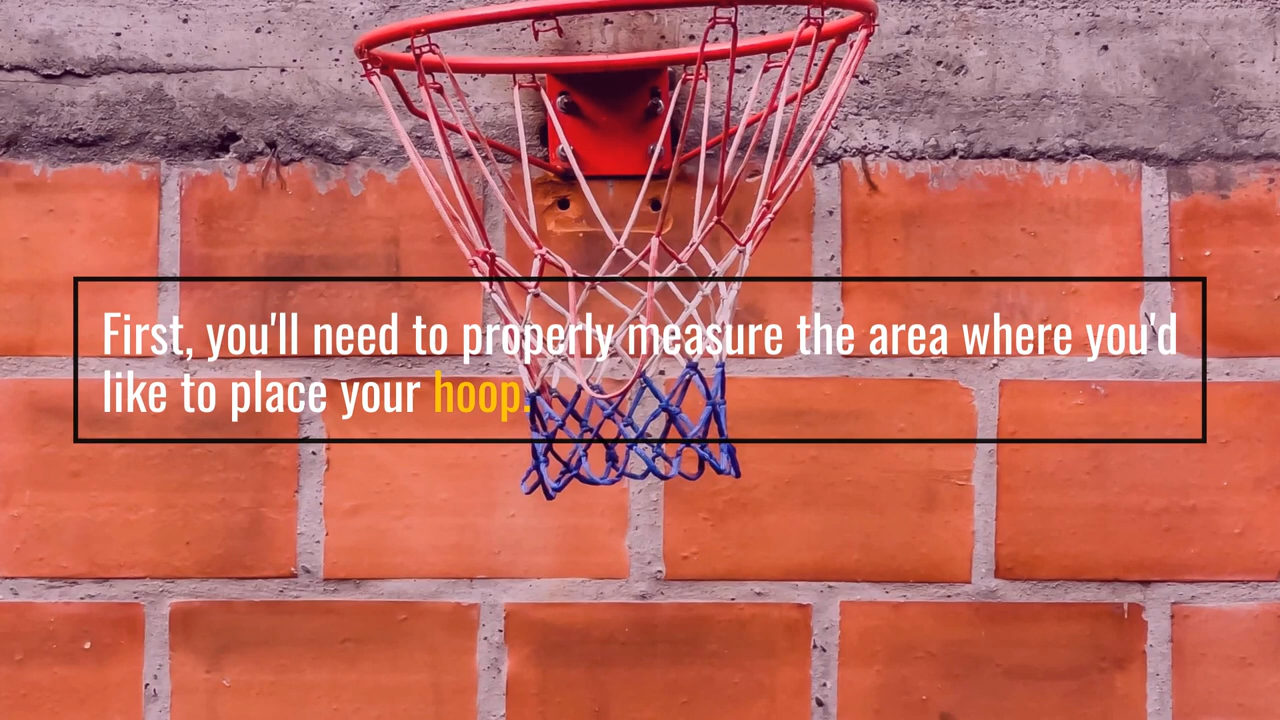 First, you'll need to properly measure the area where you'd
like to place your hoop.